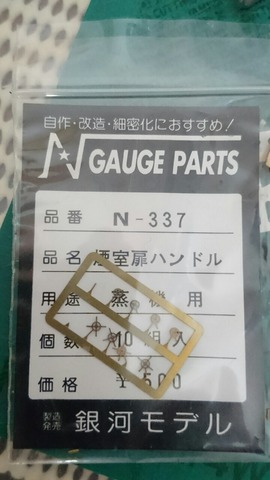 自作・改造・細密化におすすめ！
N GAUGE PARTS
品番 N-337
品名 煙室扉ハンドル
用途 蒸機用
個数 10組入
価格 ¥500
製造
発売 銀河モデル